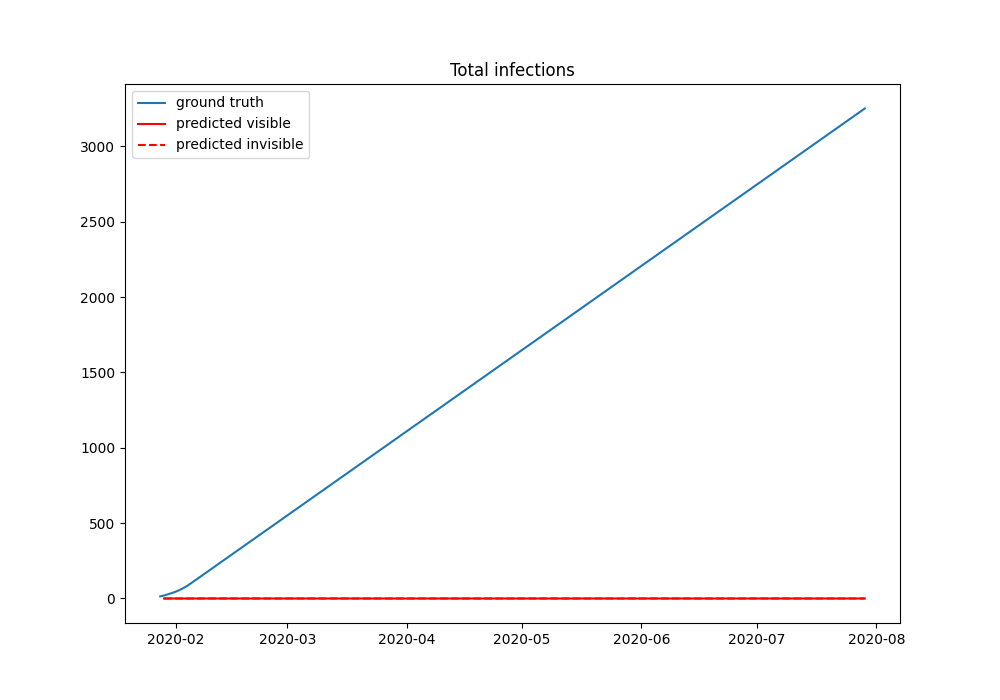 Total infections
ground truth
predicted visible
predicted invisible
3000
2500
2000
1500
1000
500
0
2020-02 2020-03 2020-04 2020-05 2020-06 2020-07 2020-08